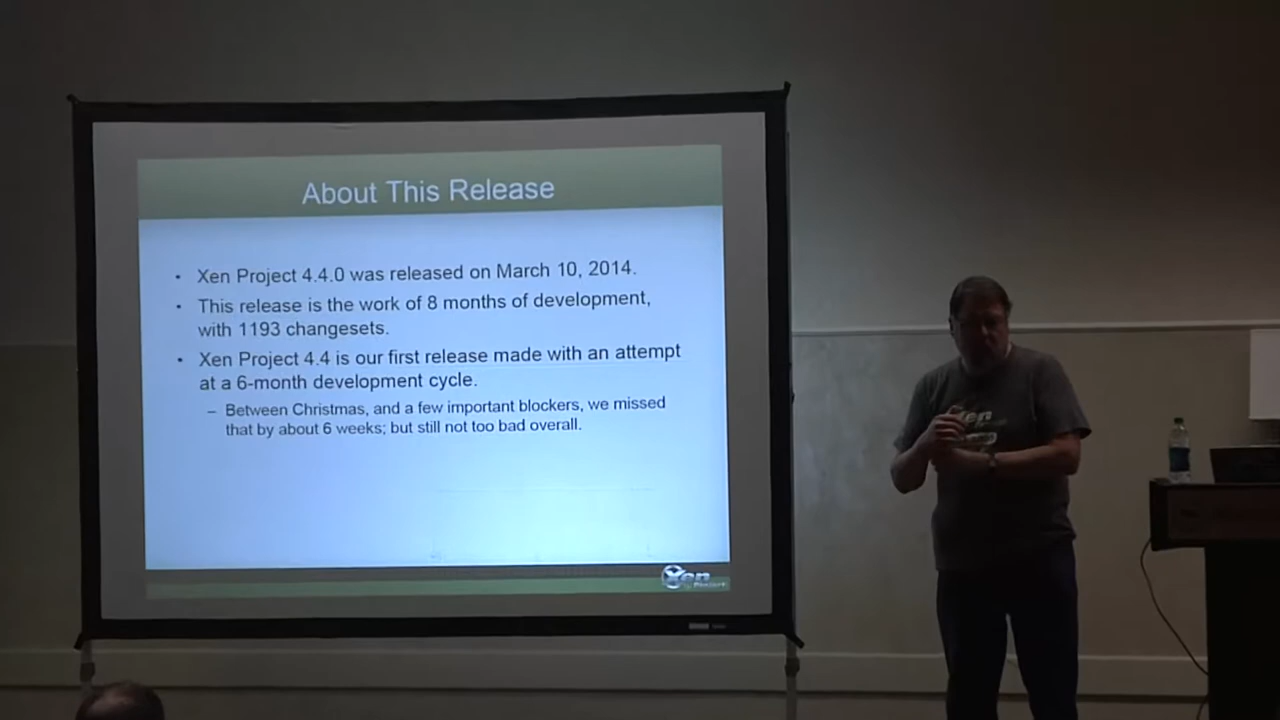 About This Release
• Xen Project 4.4.0 was released on March 10, 2014.
• This release is the work of 8 months of development,
with 1193 changesets.
• Xen Project 4.4 is our first release made with an attempt
at a 6-month development cycle.
– Between Christmas, and a few important blockers, we missed
that by about 6 weeks; but still not too bad overall.
Xen
Project
Xen